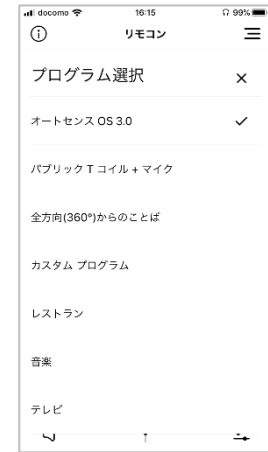 docomo 16:15 99%
リモコン
プログラム選択
オートセンス OS 3.0
パブリック T コイル + マイク
全方向(360°)からのことば
カスタム プログラム
レストラン
音楽
テレビ